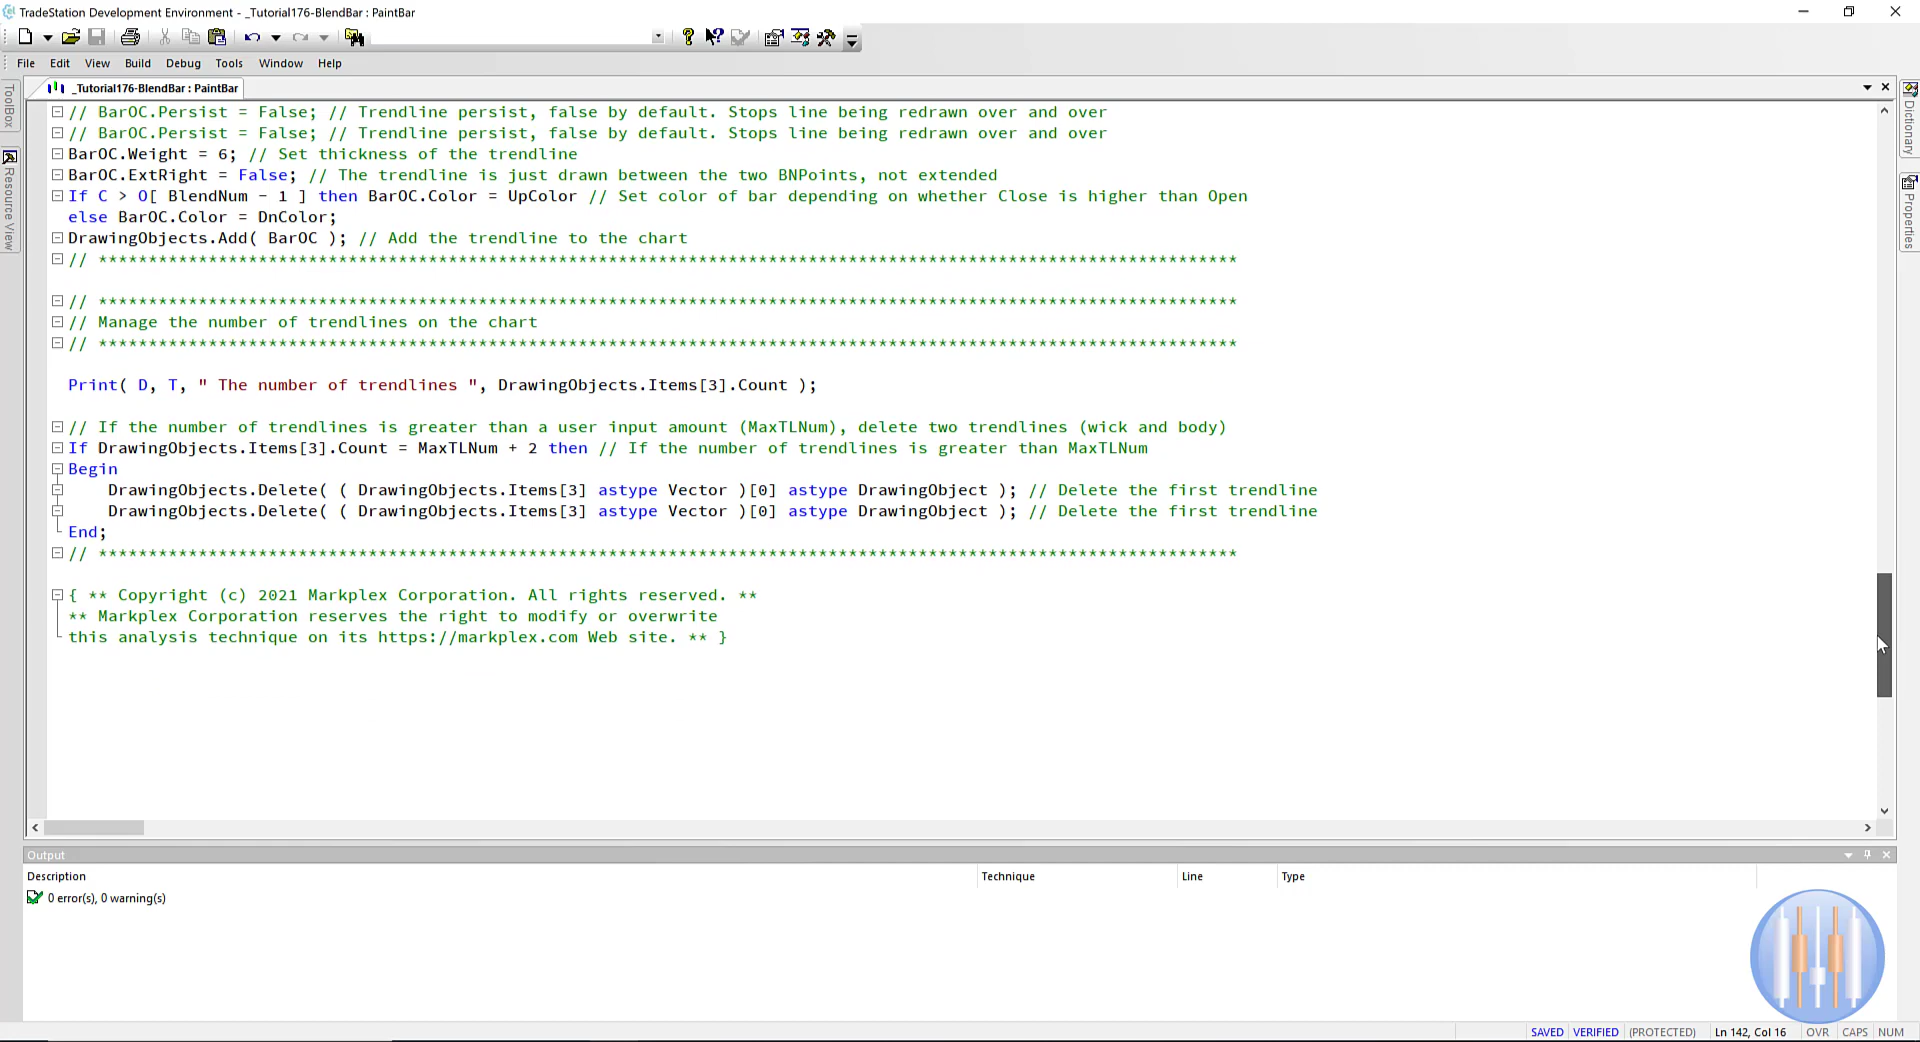 TradeStation Development Environment - _Tutorial176-BlendBar : PaintBar
File Edit View Build Debug Tools Window Help
_Tutorial176-BlendBar : PaintBar
ToolBox
Resource View
Dictionary
Properties
// BarOC.Persist = False; // Trendline persist, false by default. Stops line being redrawn over and over
// BarOC.Persist = False; // Trendline persist, false by default. Stops line being redrawn over and over
BarOC.Weight = 6; // Set thickness of the trendline
BarOC.ExtRight = False; // The trendline is just drawn between the two BNPoints, not extended
If C > O[ BlendNum - 1 ] then BarOC.Color = UpColor // Set color of bar depending on whether Close is higher than Open
else BarOC.Color = DnColor;
DrawingObjects.Add( BarOC ); // Add the trendline to the chart
// ******************************************************************************************************************
// ******************************************************************************************************************
// Manage the number of trendlines on the chart
// ******************************************************************************************************************
Print( D, T, " The number of trendlines ", DrawingObjects.Items[3].Count );
// If the number of trendlines is greater than a user input amount (MaxTLNum), delete two trendlines (wick and body)
If DrawingObjects.Items[3].Count = MaxTLNum + 2 then // If the number of trendlines is greater than MaxTLNum
Begin
DrawingObjects.Delete( ( DrawingObjects.Items[3] astype Vector )[0] astype DrawingObject ); // Delete the first trendline
DrawingObjects.Delete( ( DrawingObjects.Items[3] astype Vector )[0] astype DrawingObject ); // Delete the first trendline
End;
// ******************************************************************************************************************
{ ** Copyright (c) 2021 Markplex Corporation. All rights reserved. **
** Markplex Corporation reserves the right to modify or overwrite
this analysis technique on its https://markplex.com Web site. ** }
Output
Description Technique Line Type
0 error(s), 0 warning(s)
SAVED VERIFIED (PROTECTED) Ln 142, Col 16 OVR CAPS NUM